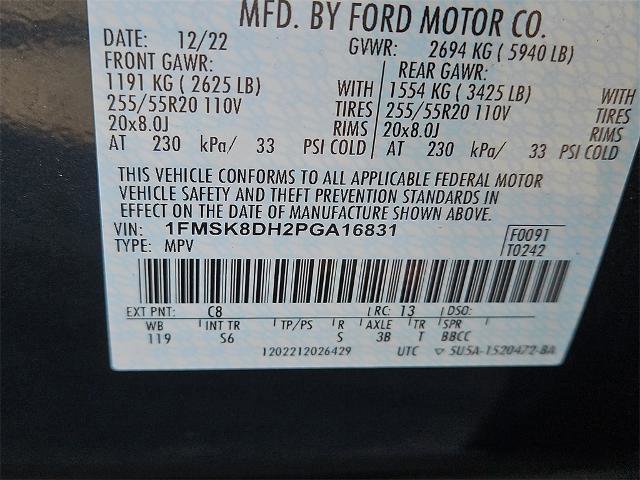 MFD. BY FORD MOTOR CO.
DATE: 12/22 GVWR: 2694 KG ( 5940 LB)
FRONT GAWR: REAR GAWR:
1191 KG ( 2625 LB) WITH 1554 KG ( 3425 LB) WITH
255/55R20 110V TIRES 255/55R20 110V TIRES
20x8.0J RIMS 20x8.0J RIMS
AT 230 kPa/ 33 PSI COLD AT 230 kPa/ 33 PSI COLD
THIS VEHICLE CONFORMS TO ALL APPLICABLE FEDERAL MOTOR
VEHICLE SAFETY AND THEFT PREVENTION STANDARDS IN
EFFECT ON THE DATE OF MANUFACTURE SHOWN ABOVE.
VIN: 1FMSK8DH2PGA16831 F0091
TYPE: MPV T0242
EXT PNT: C8 RC: 13 DSO:
WB INT TR TP/PS R AXLE TR SPR
119 S6 S 3B T BBCC
1202212026429 UTC ▽ 5U5A-1520472-BA